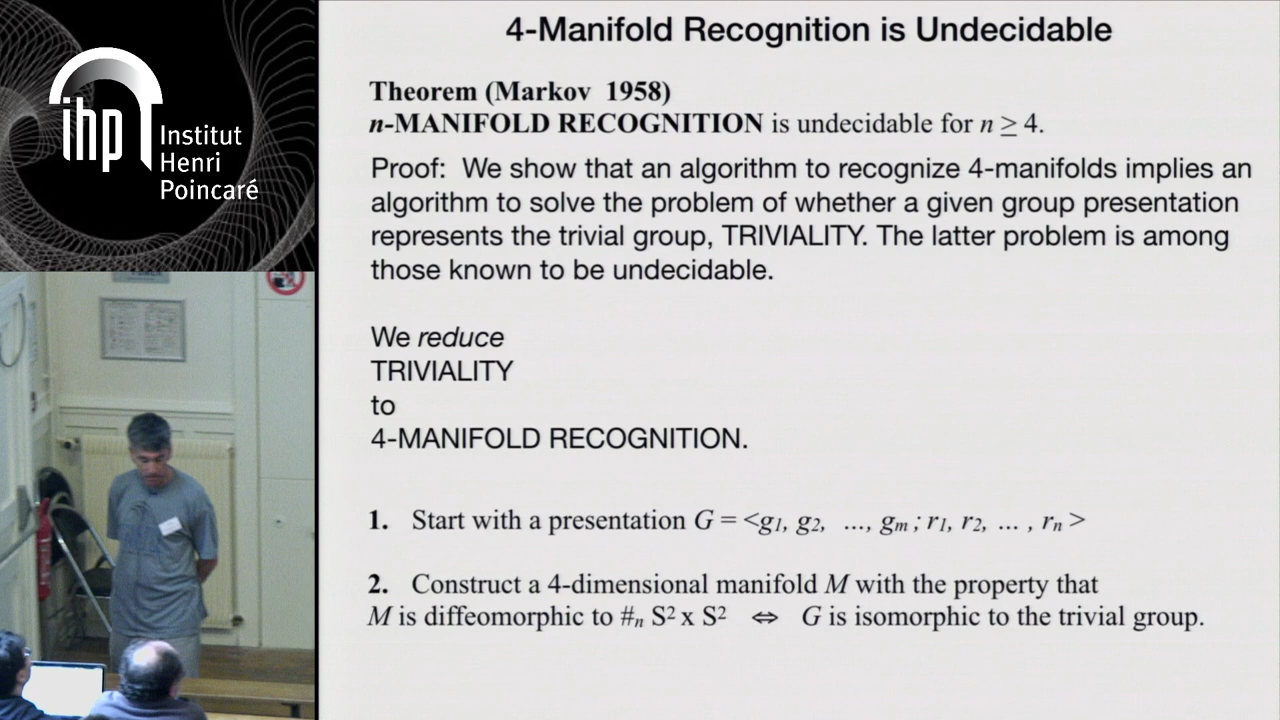 ihp
Institut
Henri
Poincaré
4-Manifold Recognition is Undecidable
Theorem (Markov 1958)
n-MANIFOLD RECOGNITION is undecidable for n ≥ 4.
Proof: We show that an algorithm to recognize 4-manifolds implies an
algorithm to solve the problem of whether a given group presentation
represents the trivial group, TRIVIALITY. The latter problem is among
those known to be undecidable.
We reduce
TRIVIALITY
to
4-MANIFOLD RECOGNITION.
1. Start with a presentation G = <g1, g2, ..., gm ; r1, r2, ... , rn >
2. Construct a 4-dimensional manifold M with the property that
M is diffeomorphic to #n S² x S² ⇔ G is isomorphic to the trivial group.